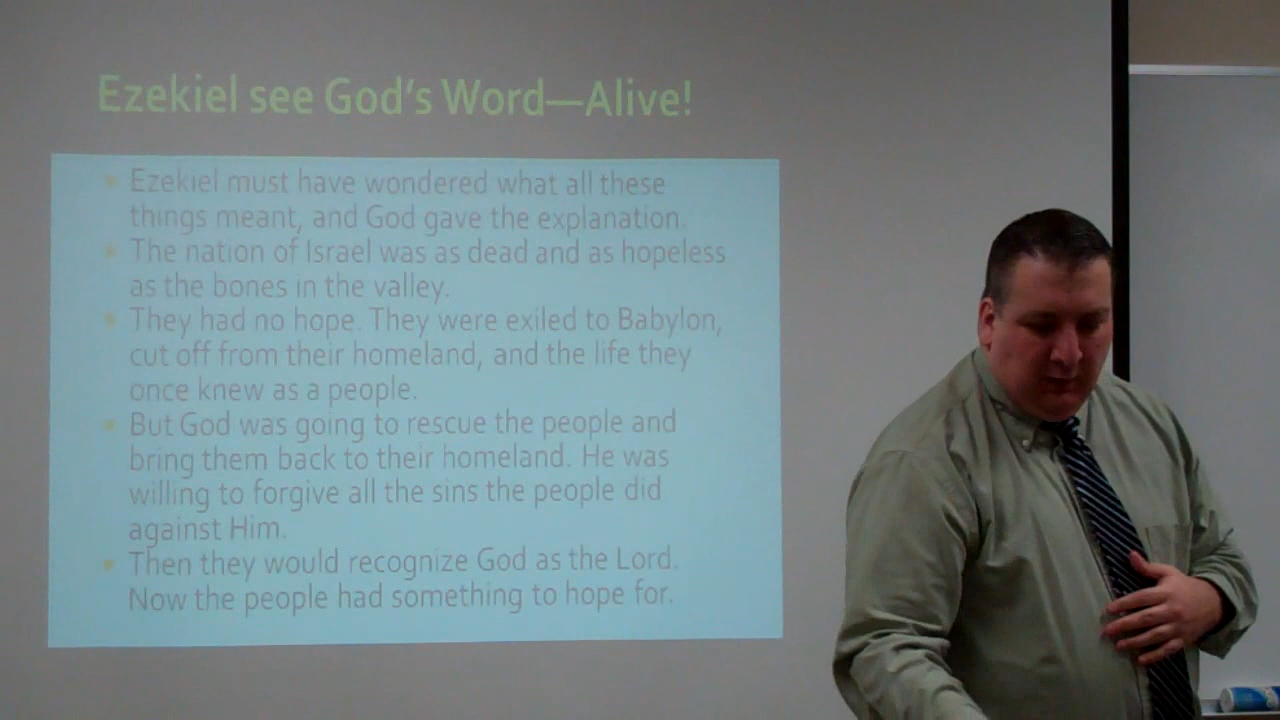 Ezekiel see God's Word—Alive!
Ezekiel must have wondered what all these
things meant, and God gave the explanation.
The nation of Israel was as dead and as hopeless
as the bones in the valley.
They had no hope. They were exiled to Babylon,
cut off from their homeland, and the life they
once knew as a people.
But God was going to rescue the people and
bring them back to their homeland. He was
willing to forgive all the sins the people did
against Him.
Then they would recognize God as the Lord.
Now the people had something to hope for.